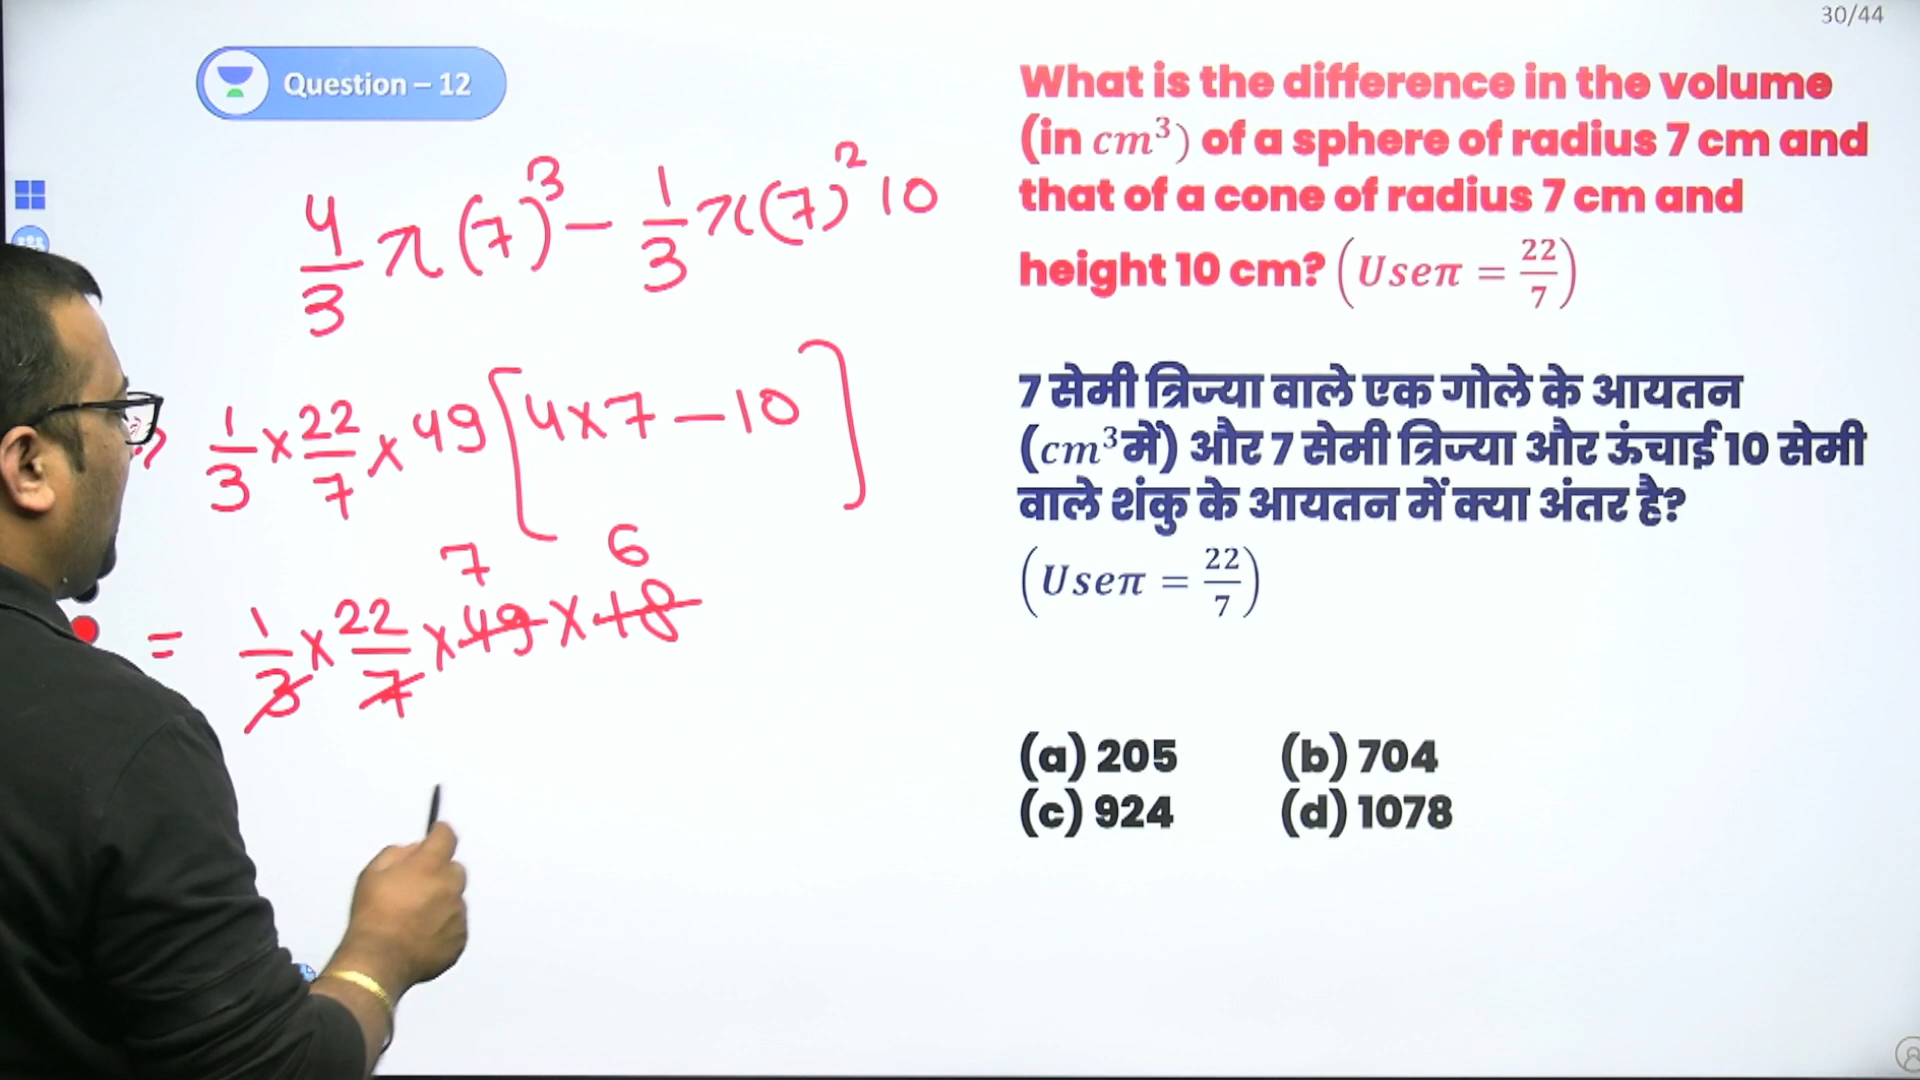 30/44
Question – 12
4/3 π (7)³ – 1/3 π(7)² 10
1/3 × 22/7 × 49 [4×7 – 10]
7 6
= 1/3 × 22/7 × 49 × 18
What is the difference in the volume
(in cm³) of a sphere of radius 7 cm and
that of a cone of radius 7 cm and
height 10 cm? (Useπ = 22/7)
7 सेमी त्रिज्या वाले एक गोले के आयतन
(cm³में) और 7 सेमी त्रिज्या और ऊंचाई 10 सेमी
वाले शंकु के आयतन में क्या अंतर है?
(Useπ = 22/7)
(a) 205 (b) 704
(c) 924 (d) 1078